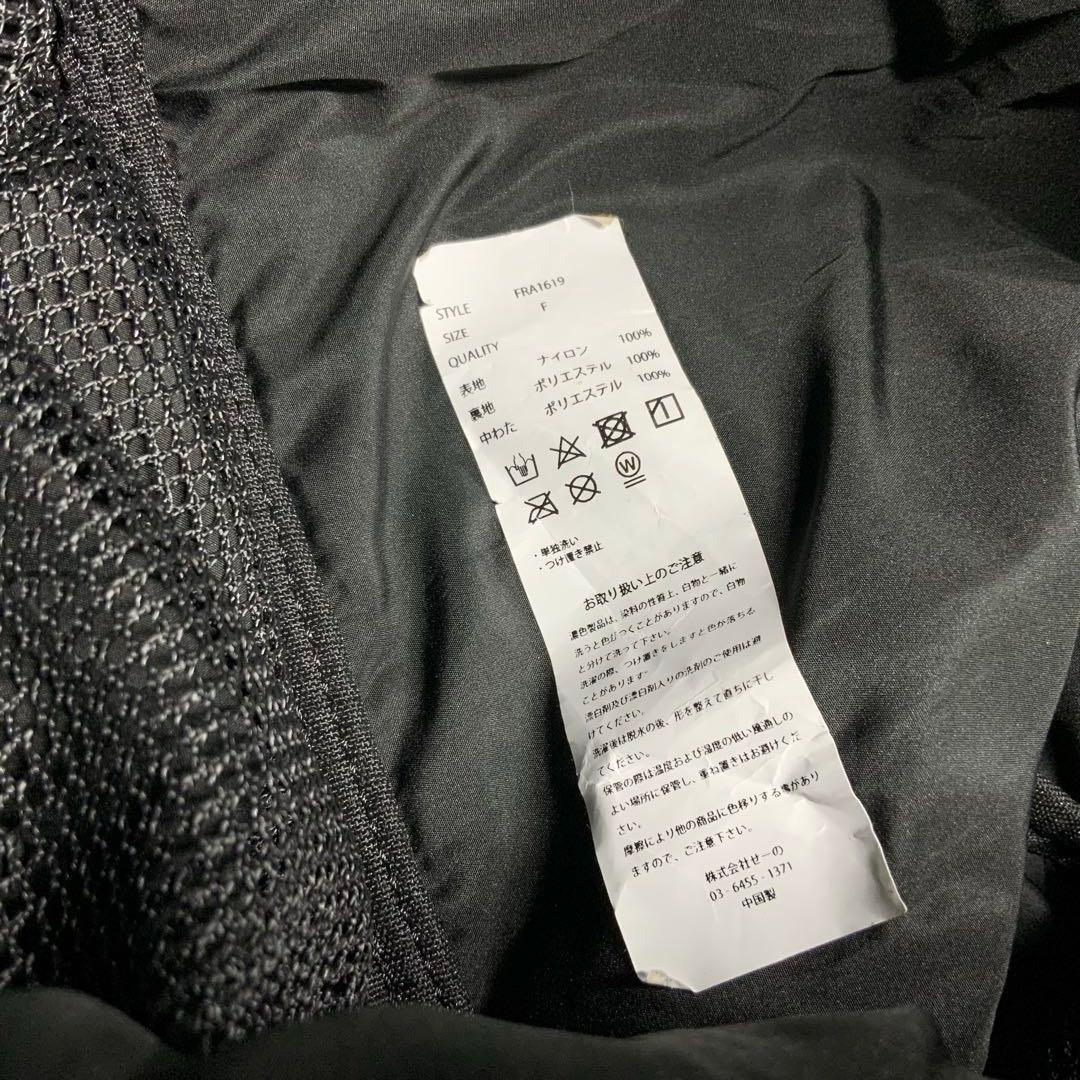 STYLE FRA1619
SIZE F
QUALITY
表地 ナイロン 100%
裏地 ポリエステル 100%
中わた ポリエステル 100%
W
・単独洗い
・つけ置き禁止
お取り扱い上のご注意
濃色製品は、染料の性質上、白物と一緒に
洗うと色がつくことがありますので、白物
と分けて洗って下さい。
洗濯の際、つけ置きをしますと色が落ちる
ことがあります。
漂白剤及び漂白剤入りの洗剤のご使用は避
けてください。
洗濯後は脱水の後、形を整えて直ちに干し
てください。
保管の際は温度および湿度の低い風通しの
よい場所に保管し、重ね置きはお避けくだ
さい。
摩擦により他の商品に色移りする事があり
ますので、ご注意下さい。
株式会社せーの
03-6455-1371
中国製